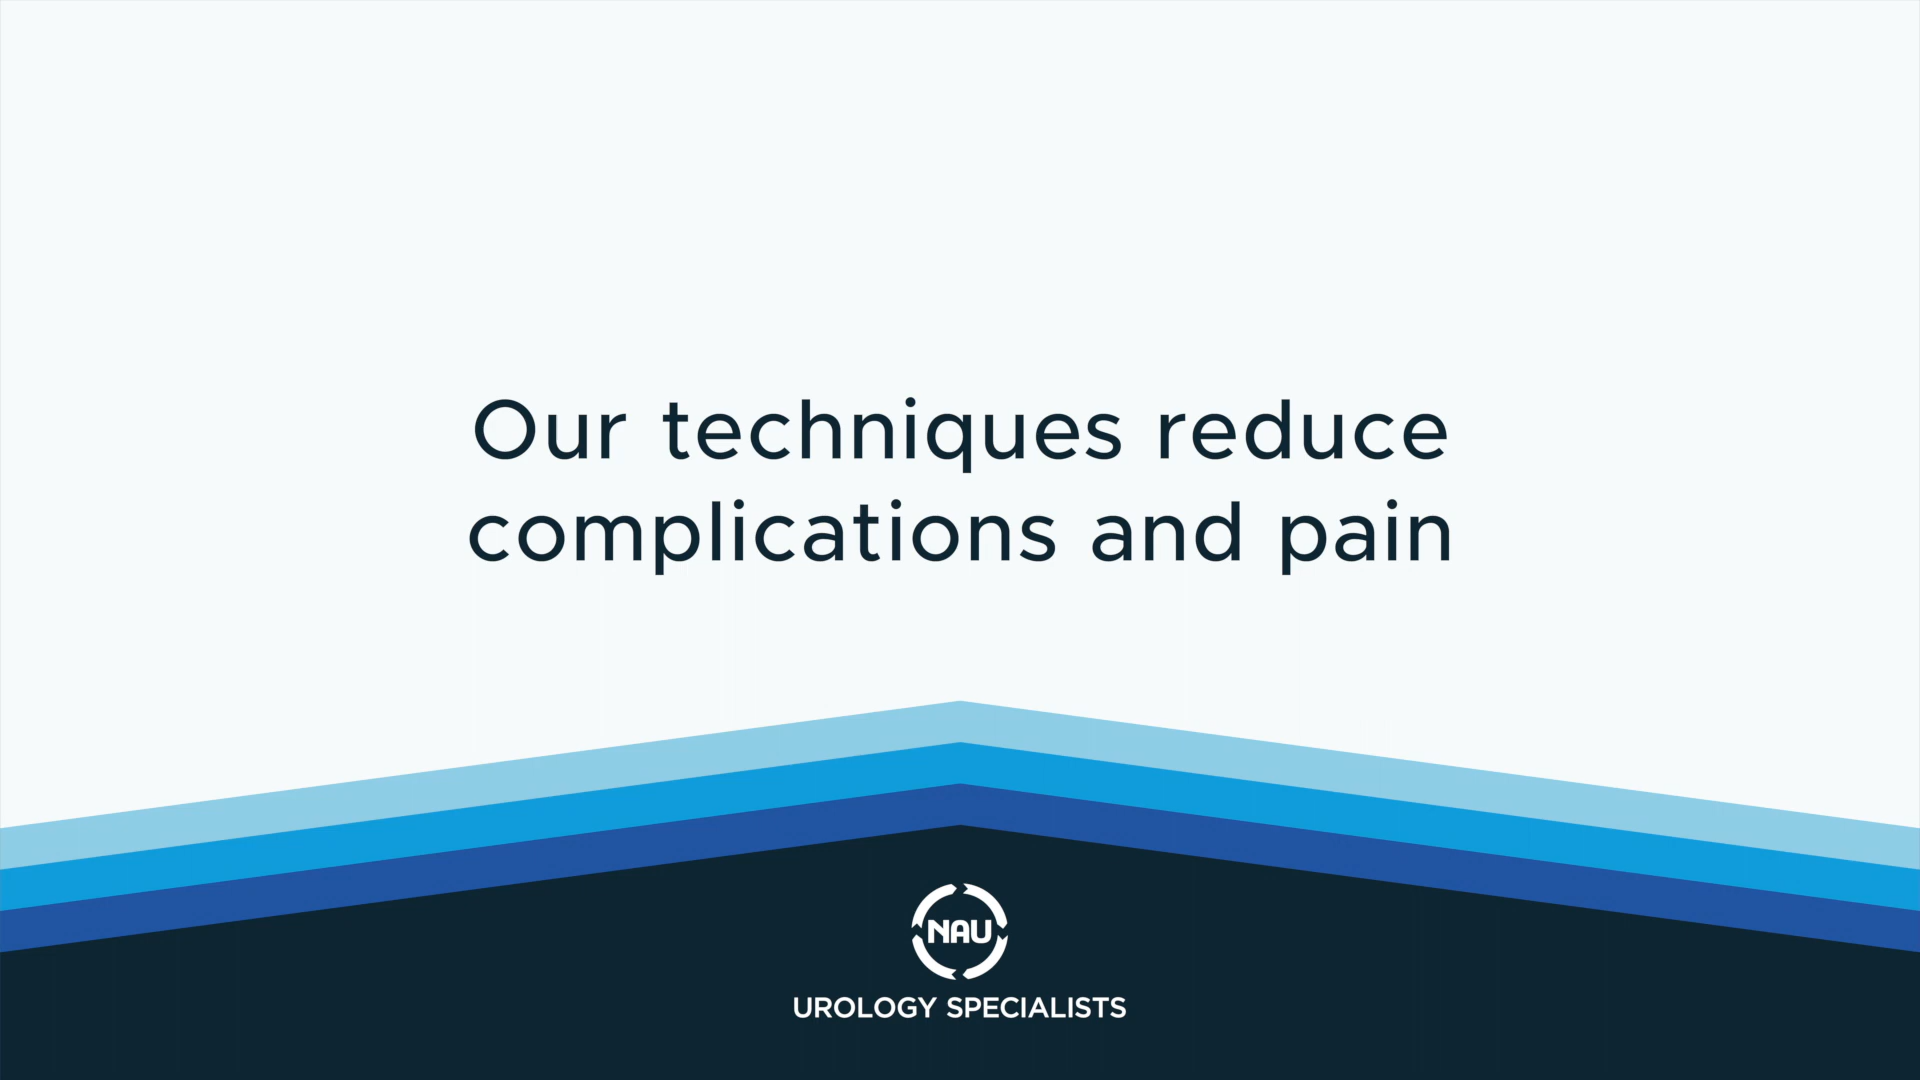 Our techniques reduce
complications and pain
NAU
UROLOGY SPECIALISTS